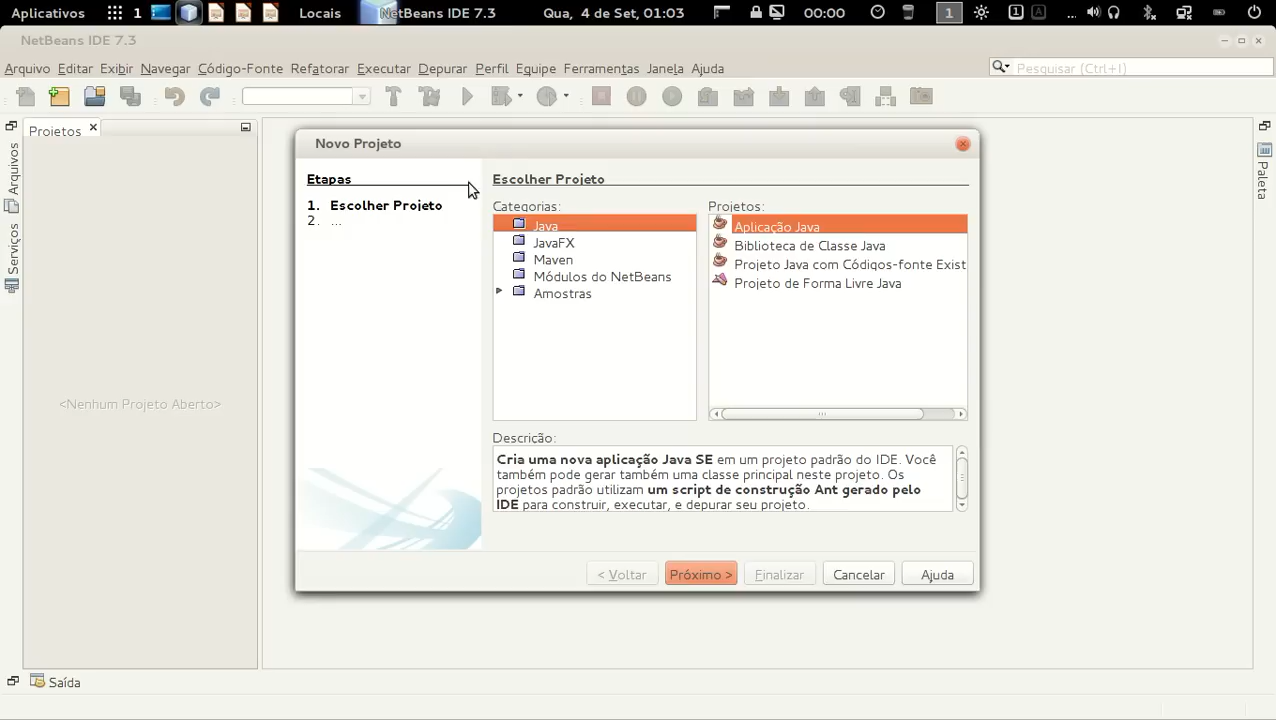 Aplicativos 1 Locais NetBeans IDE 7.3 Qua, 4 de Set, 01:03 00:00 1 1 A ...
NetBeans IDE 7.3
Arquivo Editar Exibir Navegar Código-Fonte Refatorar Executar Depurar Perfil Equipe Ferramentas Janela Ajuda Pesquisar (Ctrl+I)
Projetos
Arquivos
Serviços
Paleta
<Nenhum Projeto Aberto>
Novo Projeto
Etapas
1. Escolher Projeto
2. ...
Escolher Projeto
Categorias:
Java
JavaFX
Maven
Módulos do NetBeans
Amostras
Projetos:
Aplicação Java
Biblioteca de Classe Java
Projeto Java com Códigos-fonte Exist
Projeto de Forma Livre Java
Descrição:
Cria uma nova aplicação Java SE em um projeto padrão do IDE. Você
também pode gerar também uma classe principal neste projeto. Os
projetos padrão utilizam um script de construção Ant gerado pelo
IDE para construir, executar, e depurar seu projeto.
< Voltar Próximo > Finalizar Cancelar Ajuda
Saída